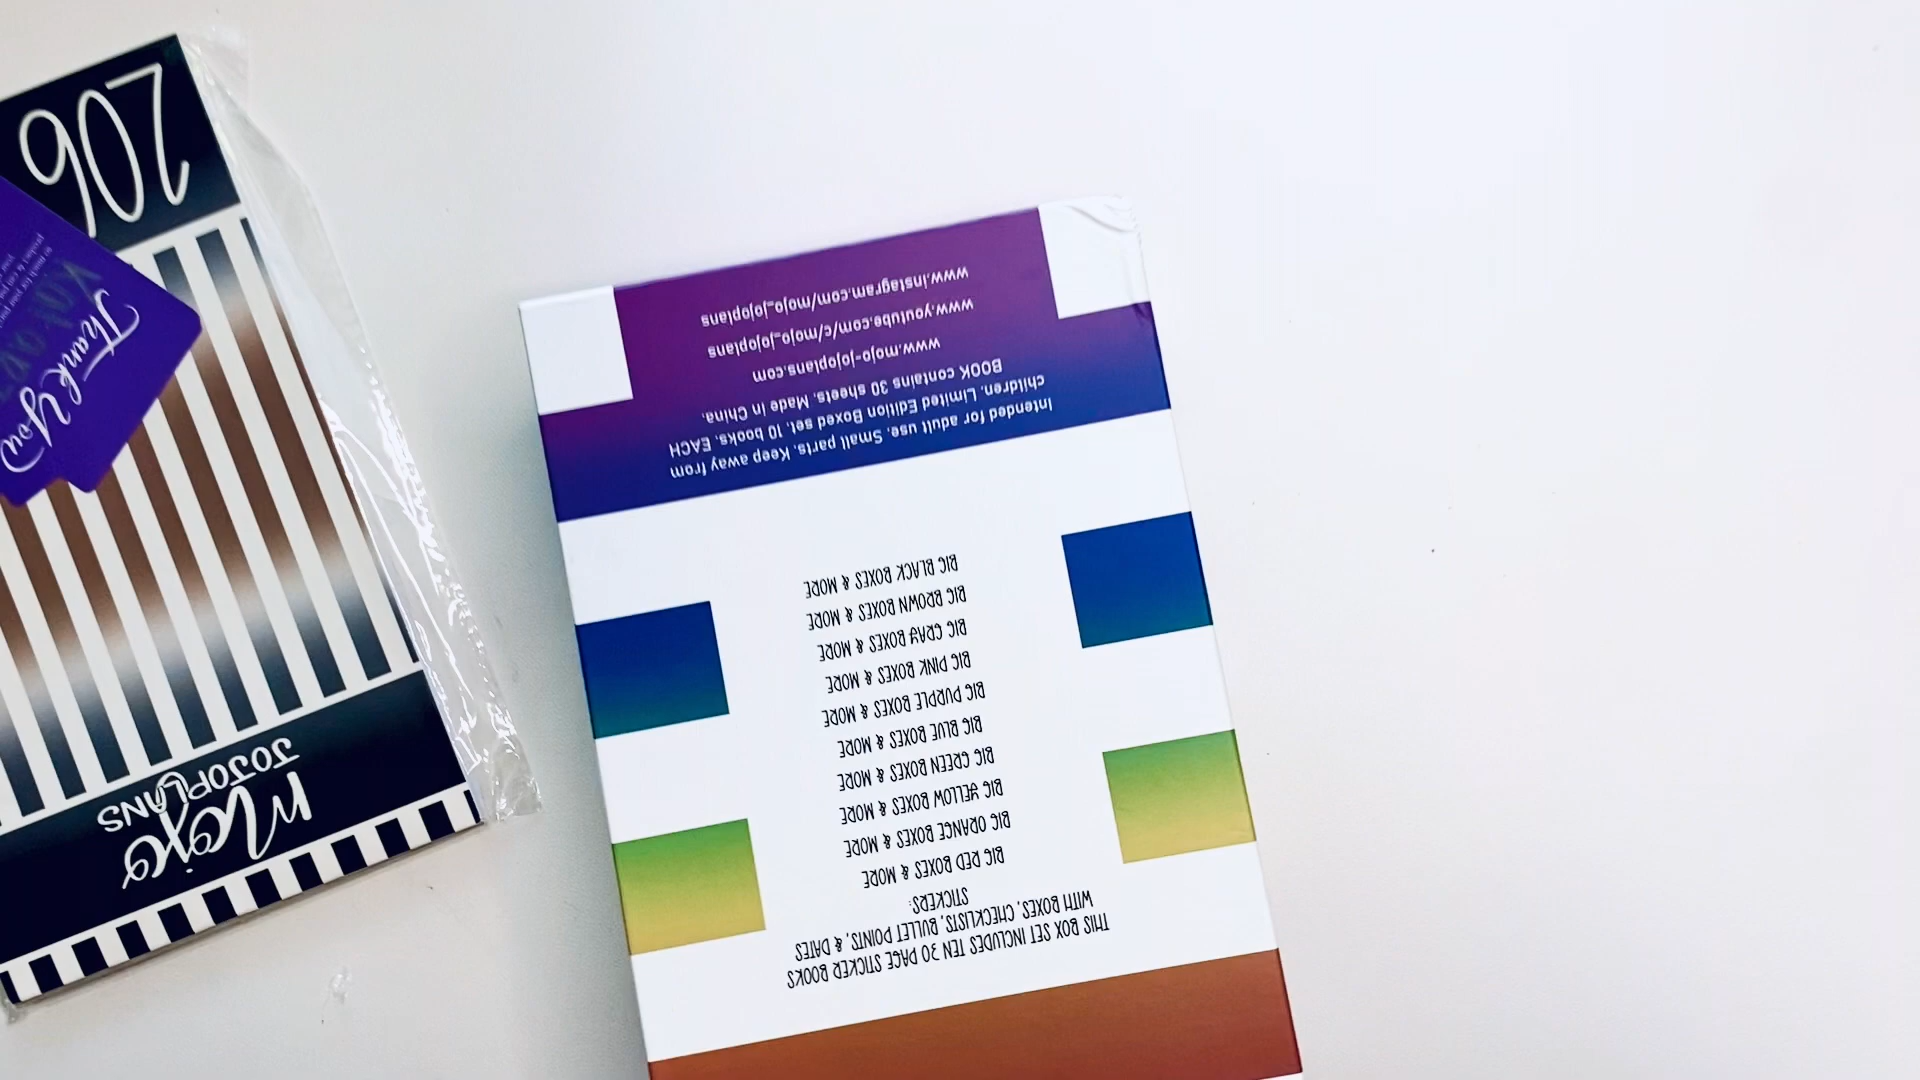 THIS BOX SET INCLUDES TEN 30 PAGE STICKER BOOKS
WITH BOXES, CHECKLISTS, BULLET POINTS, & DATES
STICKERS:
BIG RED BOXES & MORE
BIG ORANGE BOXES & MORE
BIG YELLOW BOXES & MORE
BIG GREEN BOXES & MORE
BIG BLUE BOXES & MORE
BIG PURPLE BOXES & MORE
BIG PINK BOXES & MORE
BIG GRAY BOXES & MORE
BIG BROWN BOXES & MORE
BIG BLACK BOXES & MORE
Intended for adult use. Small parts. Keep away from
children. Limited Edition Boxed set. 10 books. EACH
BOOK contains 30 sheets. Made in China.
www.mojo-jojoplans.com
www.youtube.com/c/mojo_jojoplans
www.instagram.com/mojo_jojoplans
Mojo
JOJOPLANS
206
Thank You